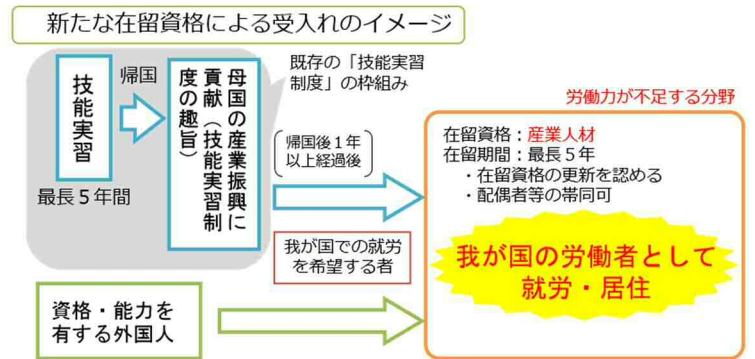 新たな在留資格による受入れのイメージ
技能実習
最長５年間
帰国
母国の産業振興に
貢献（技能実習制
度の趣旨）
既存の「技能実習
制度」の枠組み
帰国後１年
以上経過後
我が国での就労
を希望する者
資格・能力を
有する外国人
労働力が不足する分野
在留資格：産業人材
在留期間：最長５年
・在留資格の更新を認める
・配偶者等の帯同可
我が国の労働者として
就労・居住